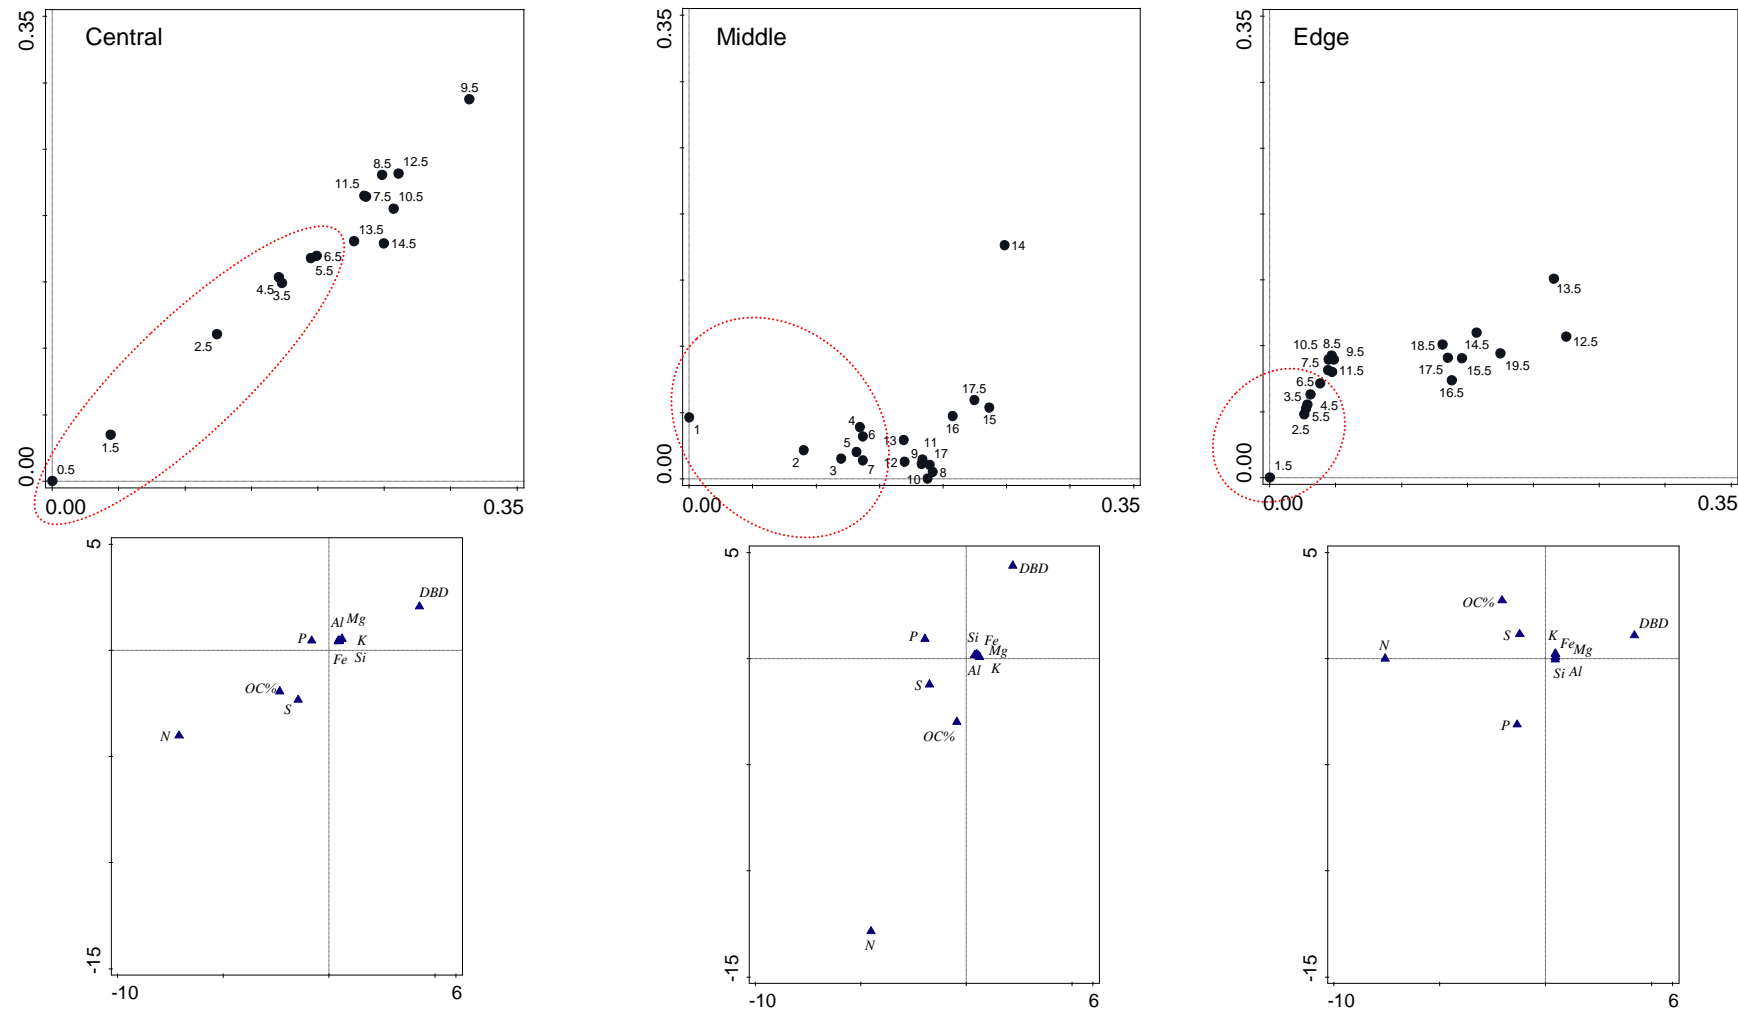 Central
0.35
9.5
8.5 12.5
11.5 7.5 10.5
13.5 14.5
6.5
5.5
4.5 3.5
2.5
1.5
0.5
0.00
0.00 0.35
Middle
0.35
14
17.5
15
16
1
4
6
13
5
9 11
17
2
3
7
12
8
10
0.00
0.00 0.35
Edge
0.35
13.5
12.5
18.5 14.5
10.5 8.5 9.5
7.5 11.5
17.5 15.5 19.5
16.5
6.5
3.5 4.5
5.5
2.5
1.5
0.00
0.00 0.35
5
DBD
P Al Mg
K
Fe Si
OC%
S
N
-15
-10 6
5
DBD
P Si Fe
Mg
Al K
S
OC%
N
-15
-10 6
5
OC%
S K Fe Mg DBD
N
Si Al
P
-15
-10 6